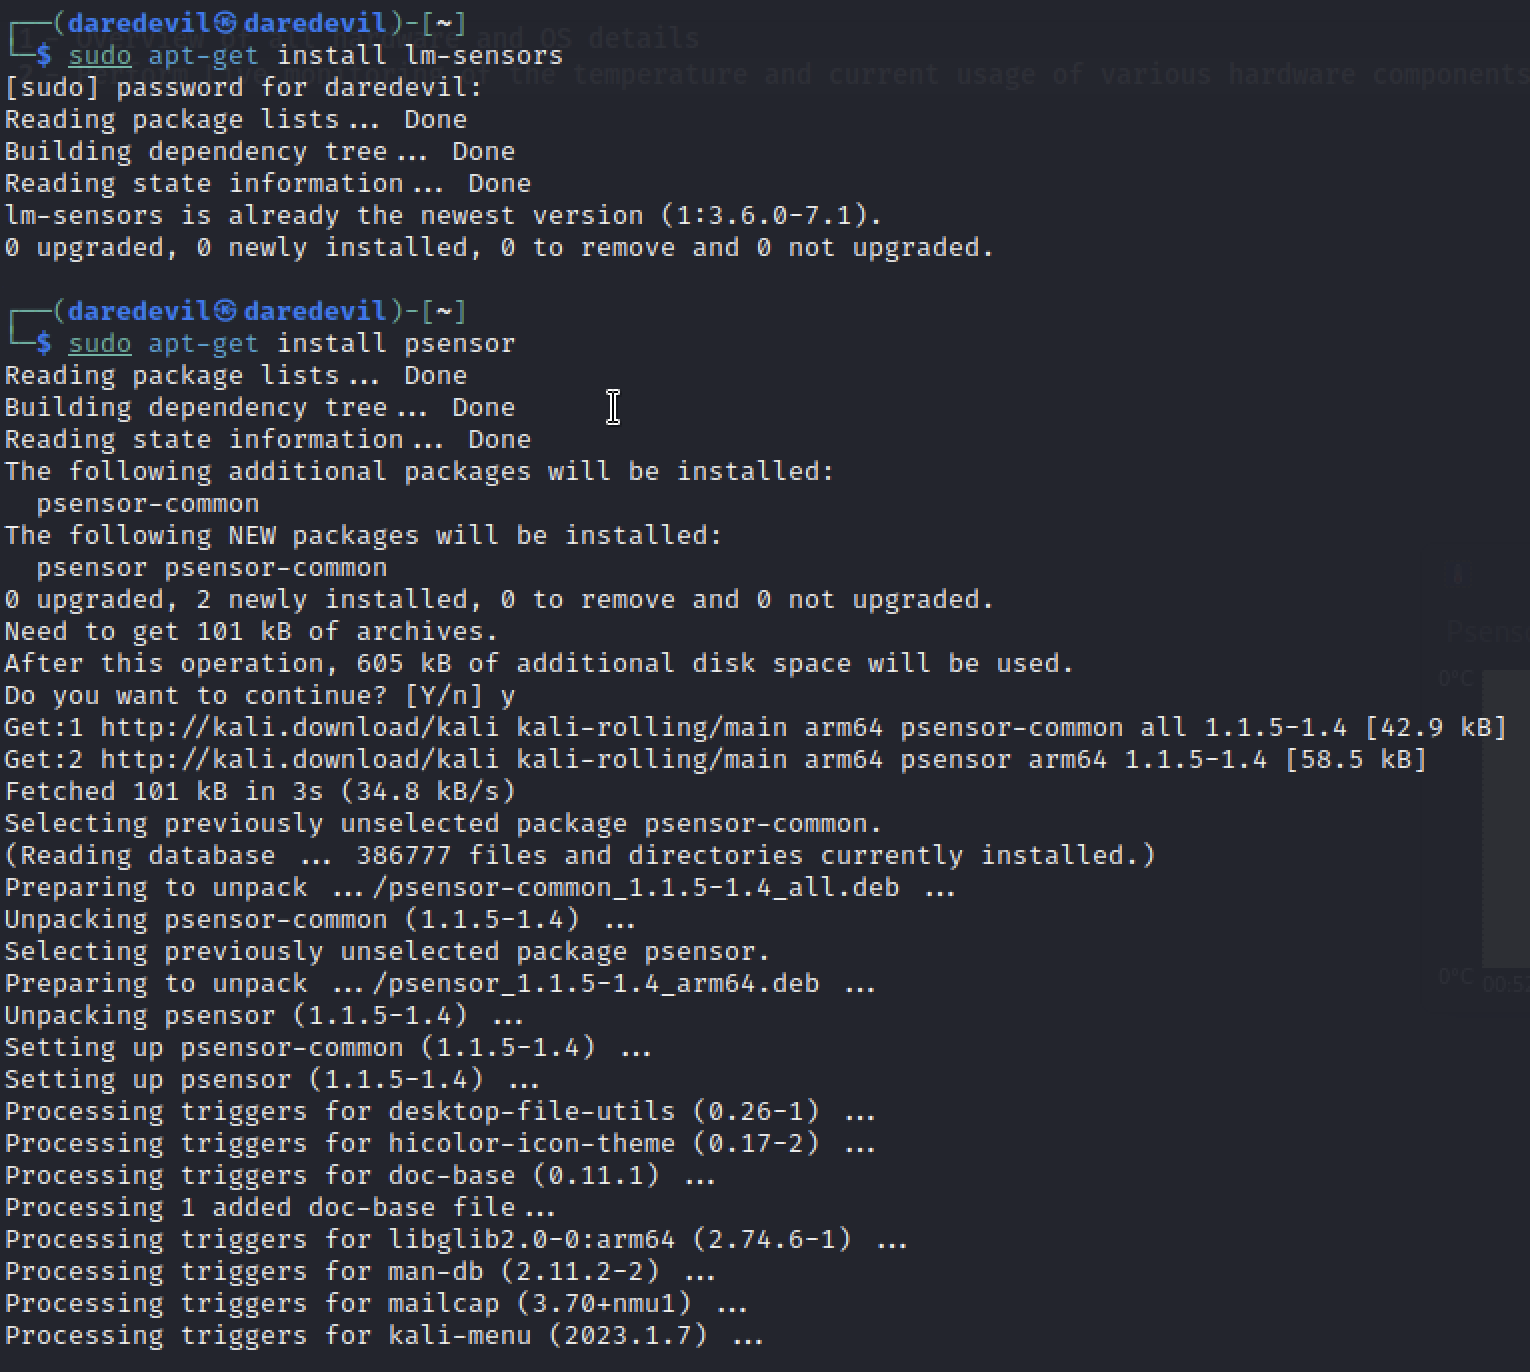 ┌──(daredevil㉿daredevil)-[~]
└─$ sudo apt-get install lm-sensors
[sudo] password for daredevil:
Reading package lists... Done
Building dependency tree... Done
Reading state information... Done
lm-sensors is already the newest version (1:3.6.0-7.1).
0 upgraded, 0 newly installed, 0 to remove and 0 not upgraded.

┌──(daredevil㉿daredevil)-[~]
└─$ sudo apt-get install psensor
Reading package lists... Done
Building dependency tree... Done
Reading state information... Done
The following additional packages will be installed:
  psensor-common
The following NEW packages will be installed:
  psensor psensor-common
0 upgraded, 2 newly installed, 0 to remove and 0 not upgraded.
Need to get 101 kB of archives.
After this operation, 605 kB of additional disk space will be used.
Do you want to continue? [Y/n] y
Get:1 http://kali.download/kali kali-rolling/main arm64 psensor-common all 1.1.5-1.4 [42.9 kB]
Get:2 http://kali.download/kali kali-rolling/main arm64 psensor arm64 1.1.5-1.4 [58.5 kB]
Fetched 101 kB in 3s (34.8 kB/s)
Selecting previously unselected package psensor-common.
(Reading database ... 386777 files and directories currently installed.)
Preparing to unpack .../psensor-common_1.1.5-1.4_all.deb ...
Unpacking psensor-common (1.1.5-1.4) ...
Selecting previously unselected package psensor.
Preparing to unpack .../psensor_1.1.5-1.4_arm64.deb ...
Unpacking psensor (1.1.5-1.4) ...
Setting up psensor-common (1.1.5-1.4) ...
Setting up psensor (1.1.5-1.4) ...
Processing triggers for desktop-file-utils (0.26-1) ...
Processing triggers for hicolor-icon-theme (0.17-2) ...
Processing triggers for doc-base (0.11.1) ...
Processing 1 added doc-base file...
Processing triggers for libglib2.0-0:arm64 (2.74.6-1) ...
Processing triggers for man-db (2.11.2-2) ...
Processing triggers for mailcap (3.70+nmu1) ...
Processing triggers for kali-menu (2023.1.7) ...
and OS details
the temperature and current usage of various hardware components
0°C
0°C